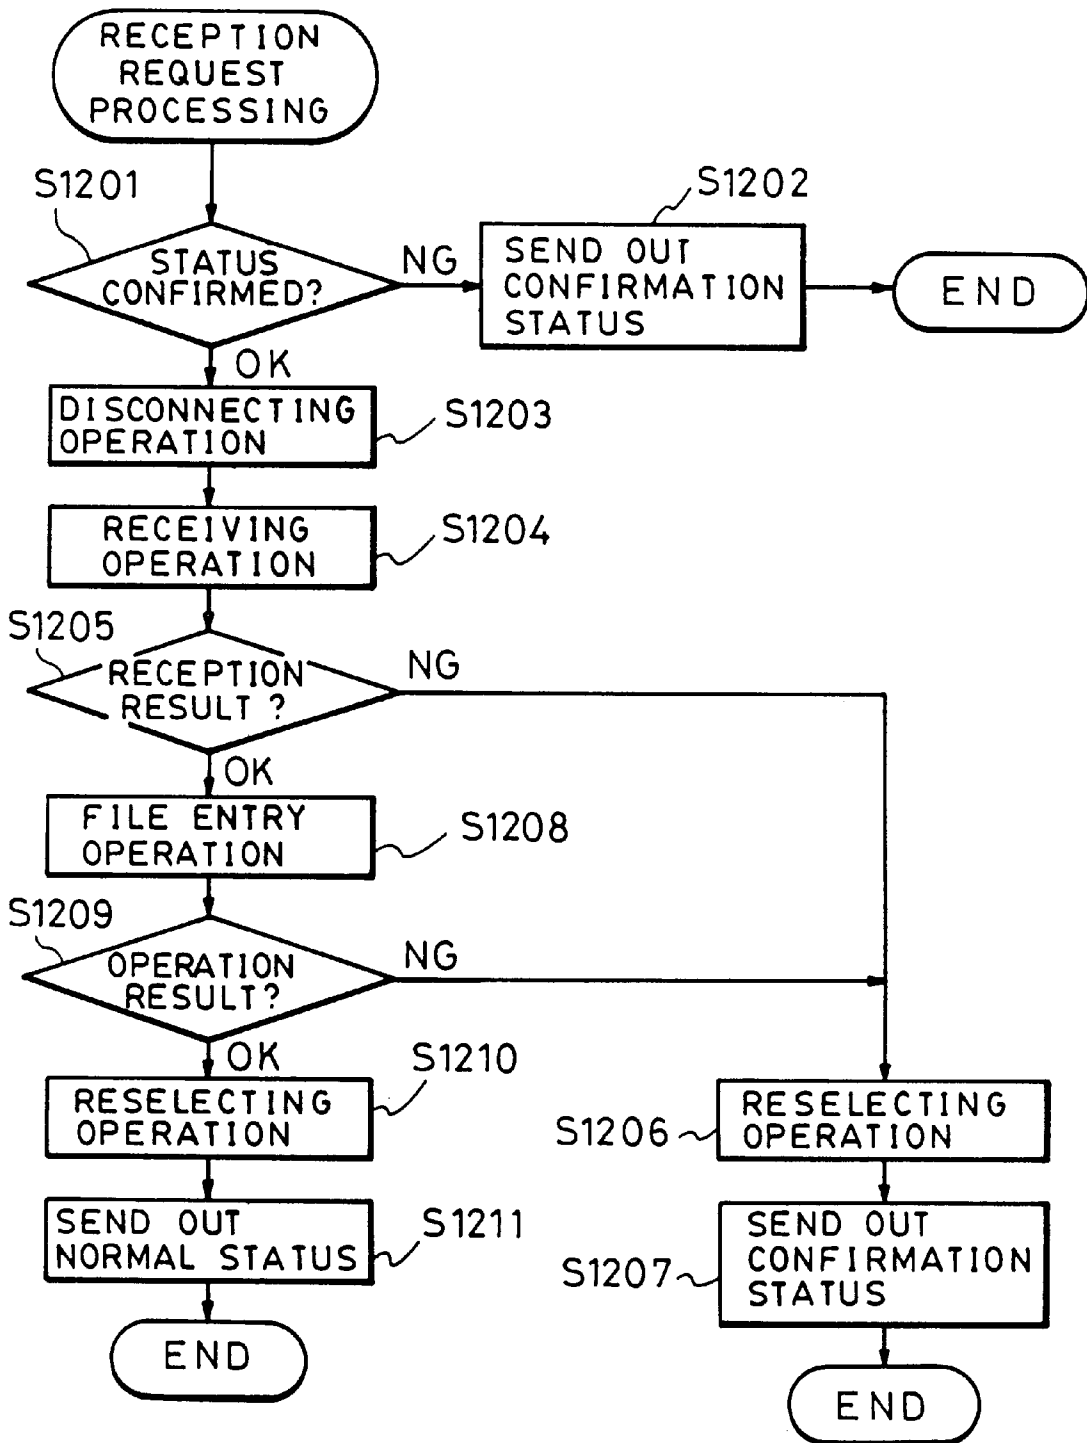 RECEPTION
REQUEST
PROCESSING
S1201
STATUS
CONFIRMED?
NG
S1202
SEND OUT
CONFIRMATION
STATUS
END
OK
DISCONNECTING
OPERATION
S1203
RECEIVING
OPERATION
S1204
S1205
RECEPTION
RESULT ?
NG
OK
FILE ENTRY
OPERATION
S1208
S1209
OPERATION
RESULT?
NG
OK
S1210
RESELECTING
OPERATION
S1206
RESELECTING
OPERATION
SEND OUT
NORMAL STATUS
S1211
S1207
SEND OUT
CONFIRMATION
STATUS
END
END